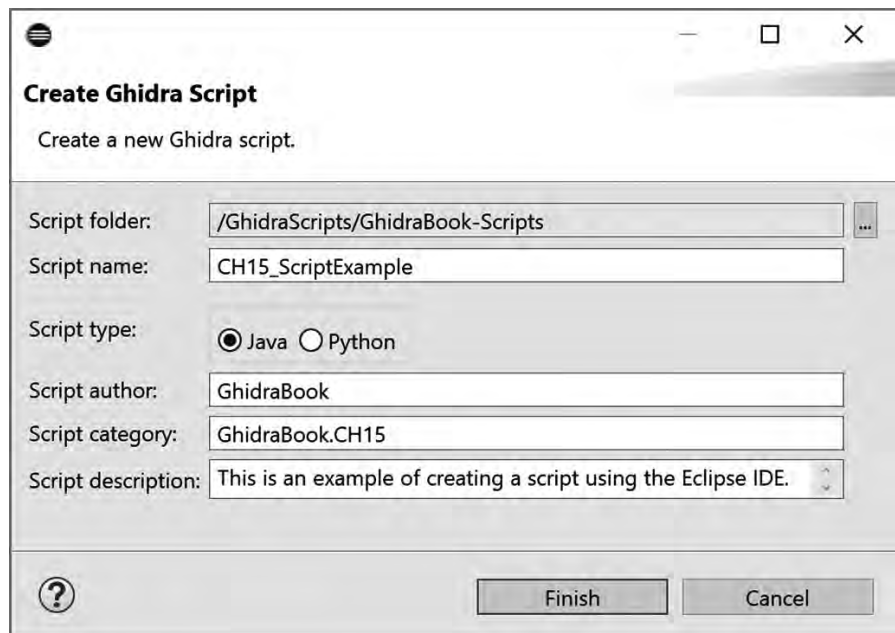 Create Ghidra Script
Create a new Ghidra script.
Script folder: /GhidraScripts/GhidraBook-Scripts ...
Script name: CH15_ScriptExample
Script type: Java Python
Script author: GhidraBook
Script category: GhidraBook.CH15
Script description: This is an example of creating a script using the Eclipse IDE.
? Finish Cancel